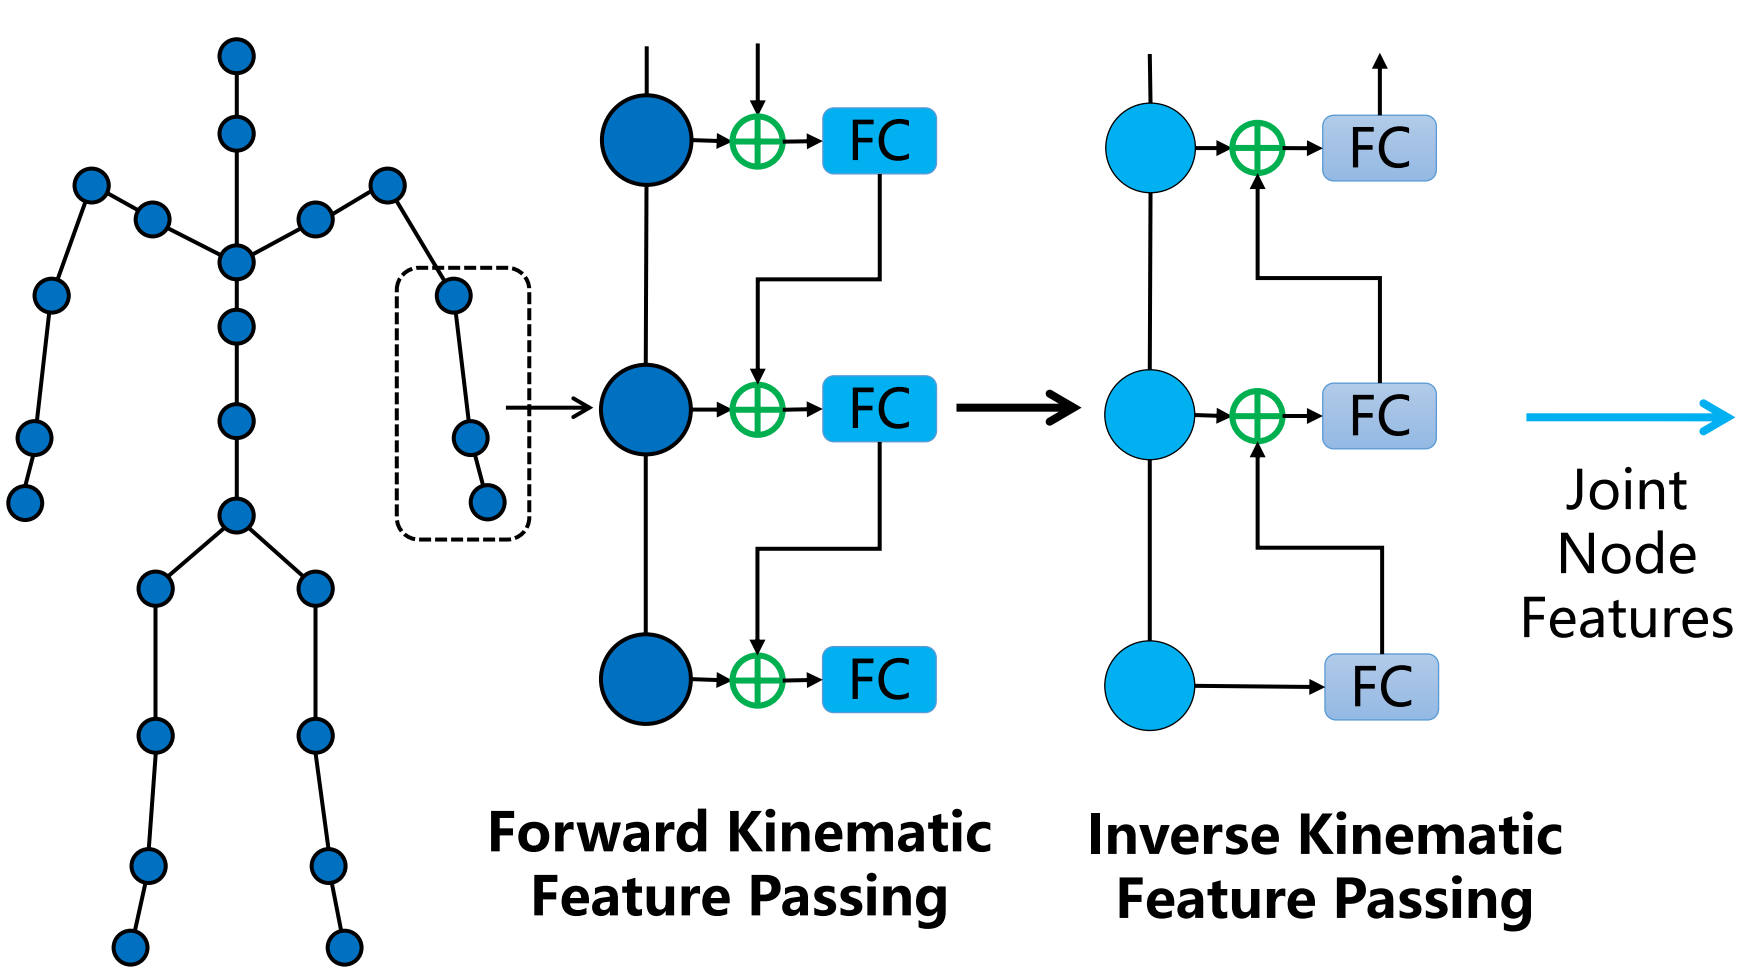 FC
FC
FC
FC
FC
FC
Joint
Node
Features
Forward Kinematic
Feature Passing
Inverse Kinematic
Feature Passing